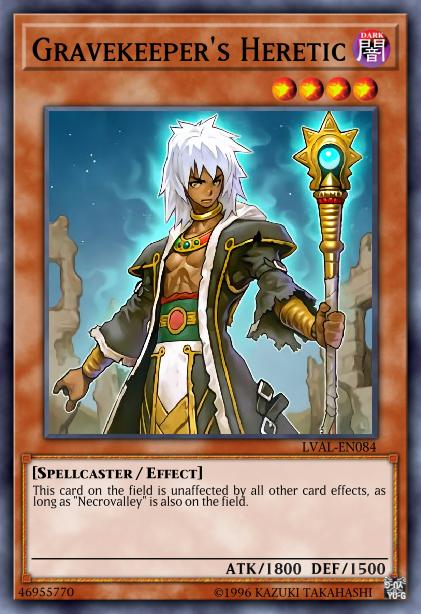 GRAVEKEEPER'S HERETIC
DARK
闇
LVAL-EN084
[SPELLCASTER / EFFECT]
This card on the field is unaffected by all other card effects, as
long as "Necrovalley" is also on the field.
ATK/1800 DEF/1500
46955770
©1996 KAZUKI TAKAHASHI